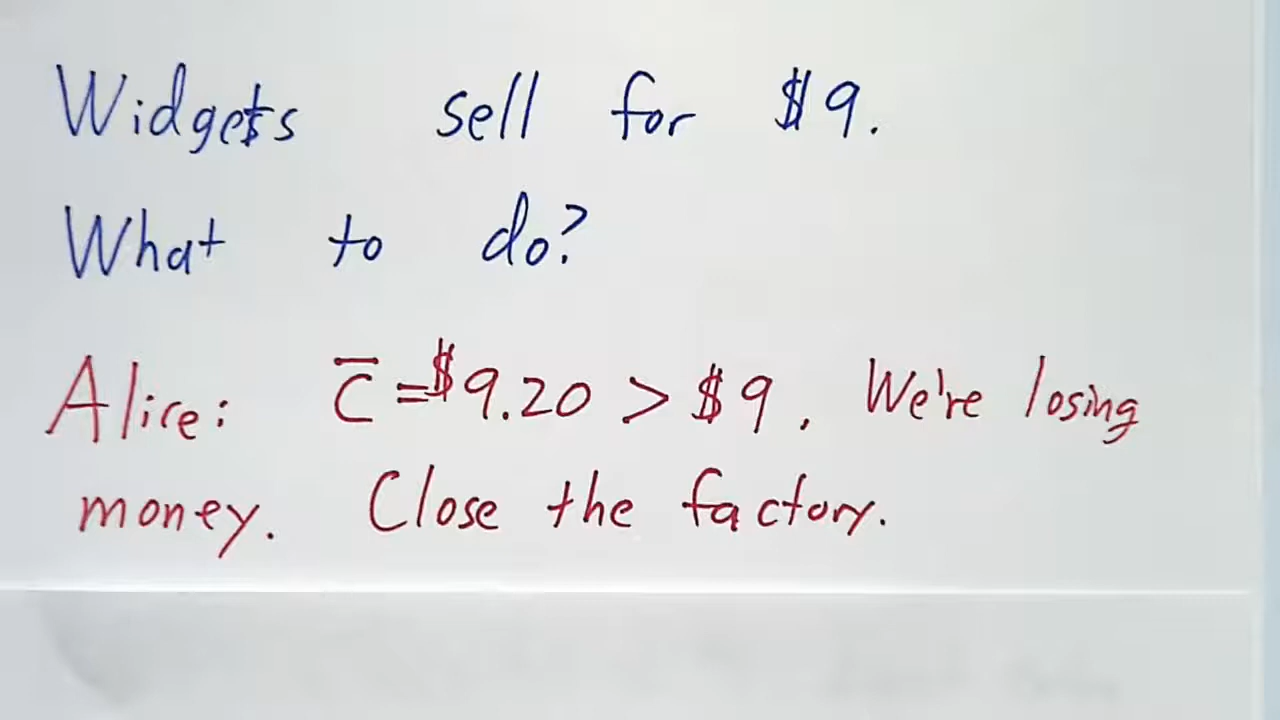 Widgets sell for $9.
What to do?
Alice: c̅ = $9.20 > $9. We're losing
money. Close the factory.